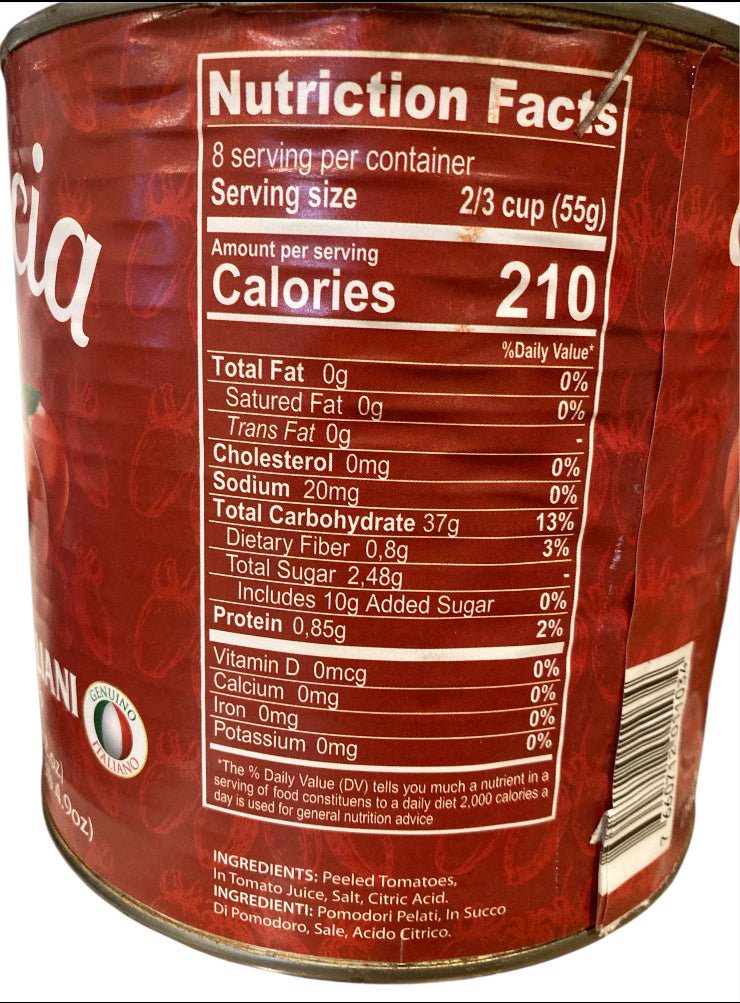 cia
Nutriction Facts
8 serving per container
Serving size 2/3 cup (55g)
Amount per serving
Calories 210
%Daily Value*
Total Fat 0g 0%
Satured Fat 0g 0%
Trans Fat 0g -
Cholesterol 0mg 0%
Sodium 20mg 0%
Total Carbohydrate 37g 13%
Dietary Fiber 0,8g 3%
Total Sugar 2,48g -
Includes 10g Added Sugar 0%
Protein 0,85g 2%
Vitamin D 0mcg 0%
Calcium 0mg 0%
Iron 0mg 0%
Potassium 0mg 0%
*The % Daily Value (DV) tells you much a nutrient in a
serving of food constituens to a daily diet 2,000 calories a
day is used for general nutrition advice
IANI
GENUINO
ITALIANO
oz)
4.9oz)
INGREDIENTS: Peeled Tomatoes,
In Tomato Juice, Salt, Citric Acid.
INGREDIENTI: Pomodori Pelati, In Succo
Di Pomodoro, Sale, Acido Citrico.